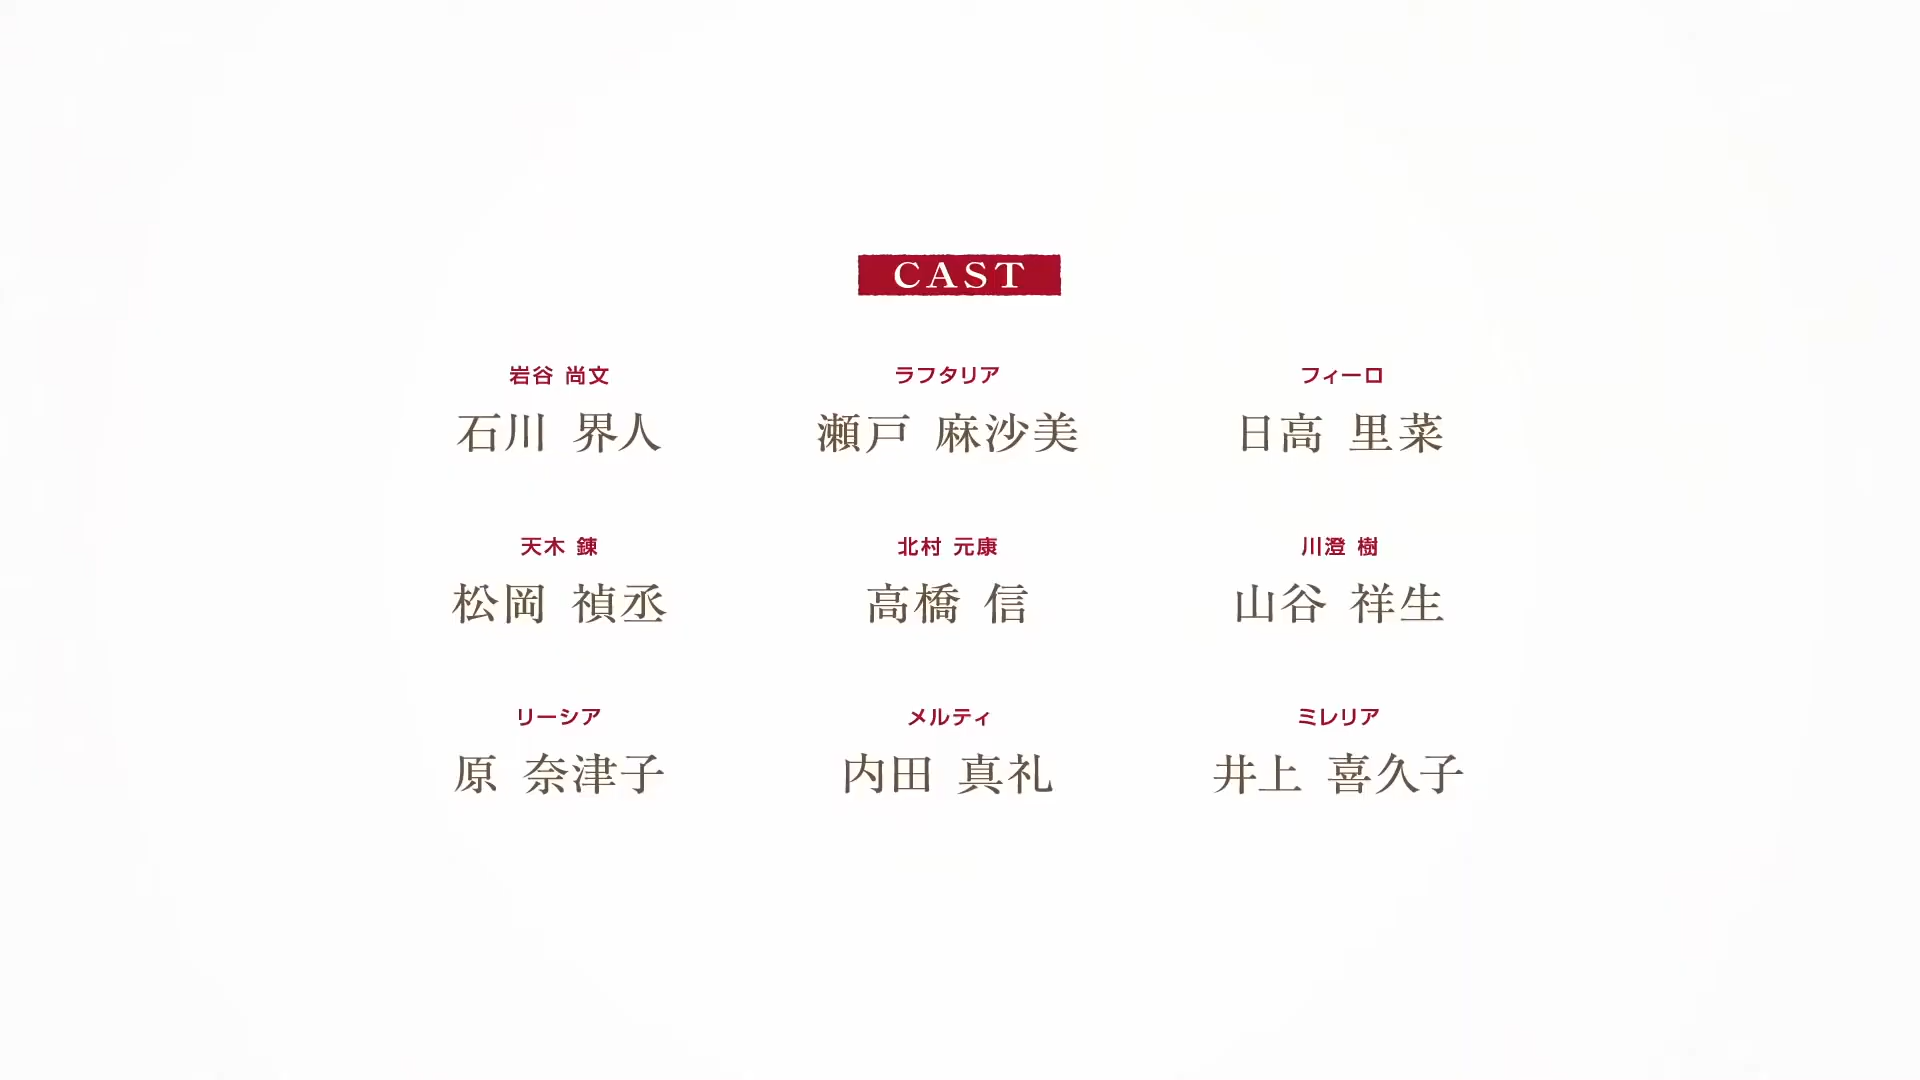 CAST
岩谷 尚文
ラフタリア
フィーロ
石川 界人
瀬戸 麻沙美
日高 里菜
天木 錬
北村 元康
川澄 樹
松岡 禎丞
高橋 信
山谷 祥生
リーシア
メルティ
ミレリア
原 奈津子
内田 真礼
井上 喜久子